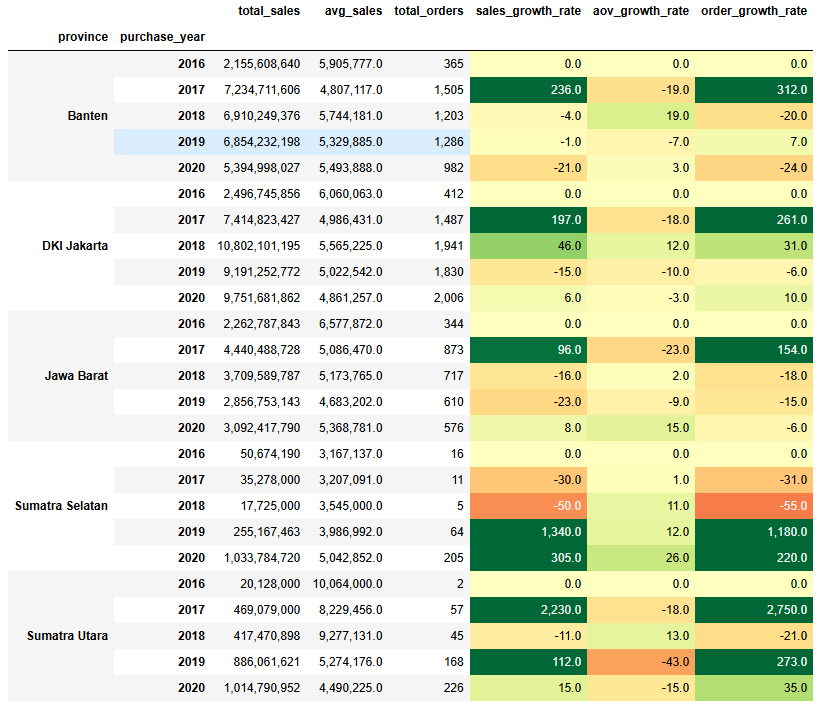 total_sales avg_sales total_orders sales_growth_rate aov_growth_rate order_growth_rate
province purchase_year
2016 2,155,608,640 5,905,777.0 365 0.0 0.0 0.0
2017 7,234,711,606 4,807,117.0 1,505 236.0 -19.0 312.0
Banten 2018 6,910,249,376 5,744,181.0 1,203 -4.0 19.0 -20.0
2019 6,854,232,198 5,329,885.0 1,286 -1.0 -7.0 7.0
2020 5,394,998,027 5,493,888.0 982 -21.0 3.0 -24.0
2016 2,496,745,856 6,060,063.0 412 0.0 0.0 0.0
2017 7,414,823,427 4,986,431.0 1,487 197.0 -18.0 261.0
DKI Jakarta 2018 10,802,101,195 5,565,225.0 1,941 46.0 12.0 31.0
2019 9,191,252,772 5,022,542.0 1,830 -15.0 -10.0 -6.0
2020 9,751,681,862 4,861,257.0 2,006 6.0 -3.0 10.0
2016 2,262,787,843 6,577,872.0 344 0.0 0.0 0.0
2017 4,440,488,728 5,086,470.0 873 96.0 -23.0 154.0
Jawa Barat 2018 3,709,589,787 5,173,765.0 717 -16.0 2.0 -18.0
2019 2,856,753,143 4,683,202.0 610 -23.0 -9.0 -15.0
2020 3,092,417,790 5,368,781.0 576 8.0 15.0 -6.0
2016 50,674,190 3,167,137.0 16 0.0 0.0 0.0
2017 35,278,000 3,207,091.0 11 -30.0 1.0 -31.0
Sumatra Selatan 2018 17,725,000 3,545,000.0 5 -50.0 11.0 -55.0
2019 255,167,463 3,986,992.0 64 1,340.0 12.0 1,180.0
2020 1,033,784,720 5,042,852.0 205 305.0 26.0 220.0
2016 20,128,000 10,064,000.0 2 0.0 0.0 0.0
2017 469,079,000 8,229,456.0 57 2,230.0 -18.0 2,750.0
Sumatra Utara 2018 417,470,898 9,277,131.0 45 -11.0 13.0 -21.0
2019 886,061,621 5,274,176.0 168 112.0 -43.0 273.0
2020 1,014,790,952 4,490,225.0 226 15.0 -15.0 35.0